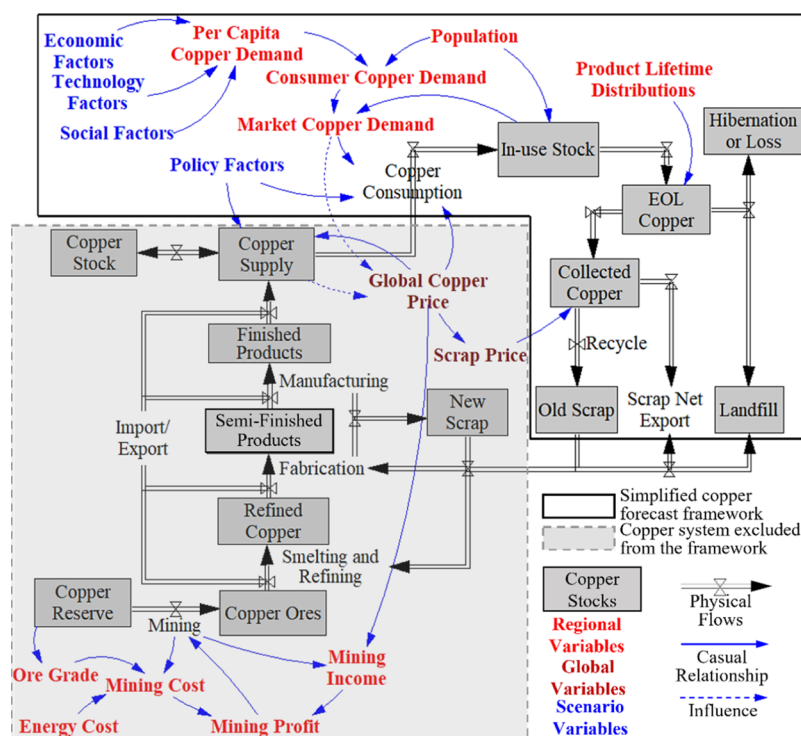 Economic
Factors
Technology
Factors
Social Factors
Per Capita
Copper Demand
Population
Consumer Copper Demand
Product Lifetime
Distributions
Market Copper Demand
Policy Factors
Copper
Consumption
In-use Stock
Hibernation
or Loss
EOL
Copper
Copper
Stock
Copper
Supply
Global Copper
Price
Collected
Copper
Finished
Products
Scrap Price
Recycle
Manufacturing
Import/
Export
Semi-Finished
Products
New
Scrap
Old Scrap
Scrap Net
Export
Landfill
Fabrication
Refined
Copper
Smelting and
Refining
Copper
Reserve
Mining
Copper Ores
Ore Grade
Mining Cost
Mining
Income
Energy Cost
Mining Profit
Simplified copper
forecast framework
Copper system excluded
from the framework
Copper
Stocks
Physical
Flows
Regional
Variables
Global
Variables
Scenario
Variables
Casual
Relationship
Influence